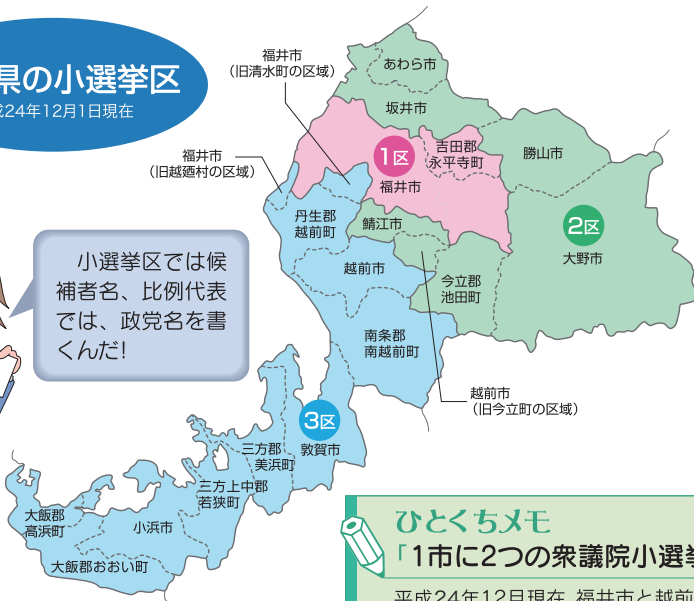 県の小選挙区
成24年12月1日現在
福井市
（旧清水町の区域）
福井市
（旧越廼村の区域）
あわら市
坂井市
吉田郡
永平寺町
勝山市
1区
福井市
2区
大野市
丹生郡
越前町
鯖江市
越前市
今立郡
池田町
南条郡
南越前町
越前市
（旧今立町の区域）
3区
敦賀市
三方郡
美浜町
三方上中郡
若狭町
小浜市
大飯郡
高浜町
大飯郡おおい町
小選挙区では候
補者名、比例代表
では、政党名を書
くんだ!
ひとくちメモ
「1市に2つの衆議院小選挙
平成24年12月現在、福井市と越前